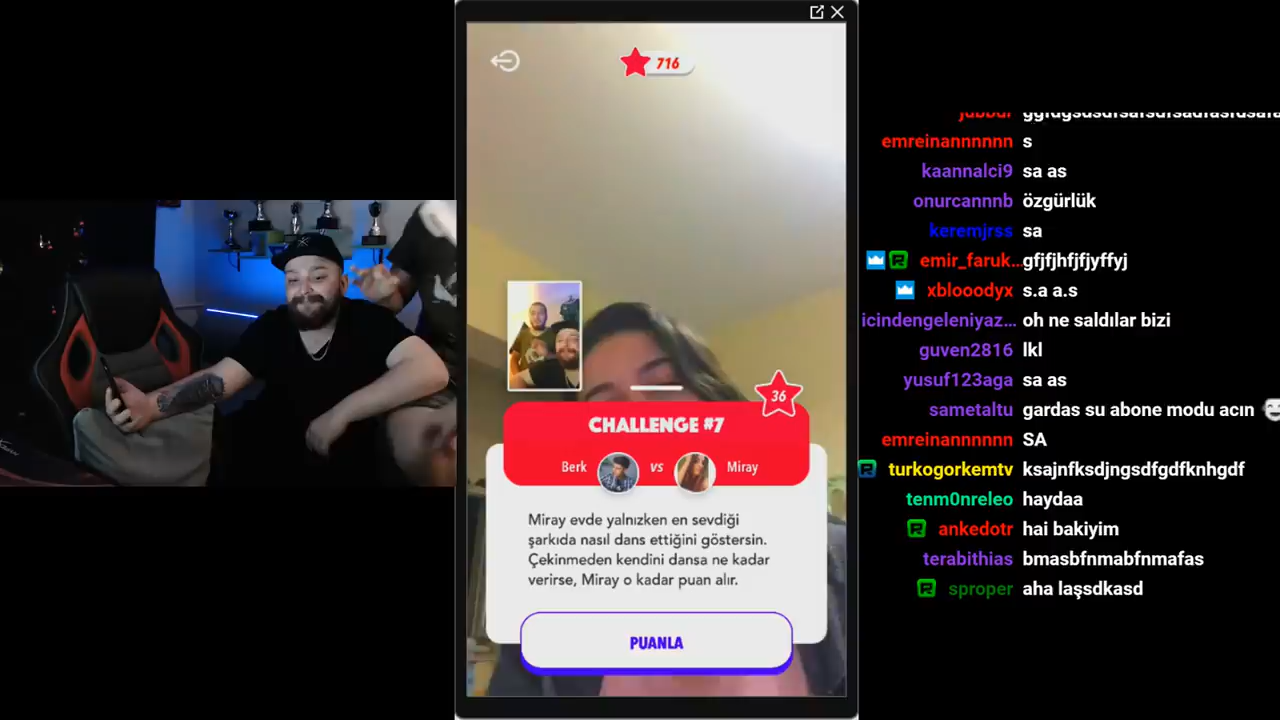 716
36
CHALLENGE #7
Berk vs Miray
Miray evde yalnızken en sevdiği
şarkıda nasıl dans ettiğini göstersin.
Çekinmeden kendini dansa ne kadar
verirse, Miray o kadar puan alır.
PUANLA
emreinannnnnn s
kaannalci9 sa as
onurcannnb özgürlük
keremjrss sa
emir_faruk... gfjfjhfjfjyffyj
xblooodyx s.a a.s
icindengeleniyaz... oh ne saldılar bizi
guven2816 lkl
yusuf123aga sa as
sametaltu gardas su abone modu acın
emreinannnnnn SA
turkogorkemtv ksajnfksdjngsdfgdfknhgdf
tenm0nreleo haydaa
ankedotr hai bakiyim
terabithias bmasbfnmabfnmafas
sproper aha laşsdkasd